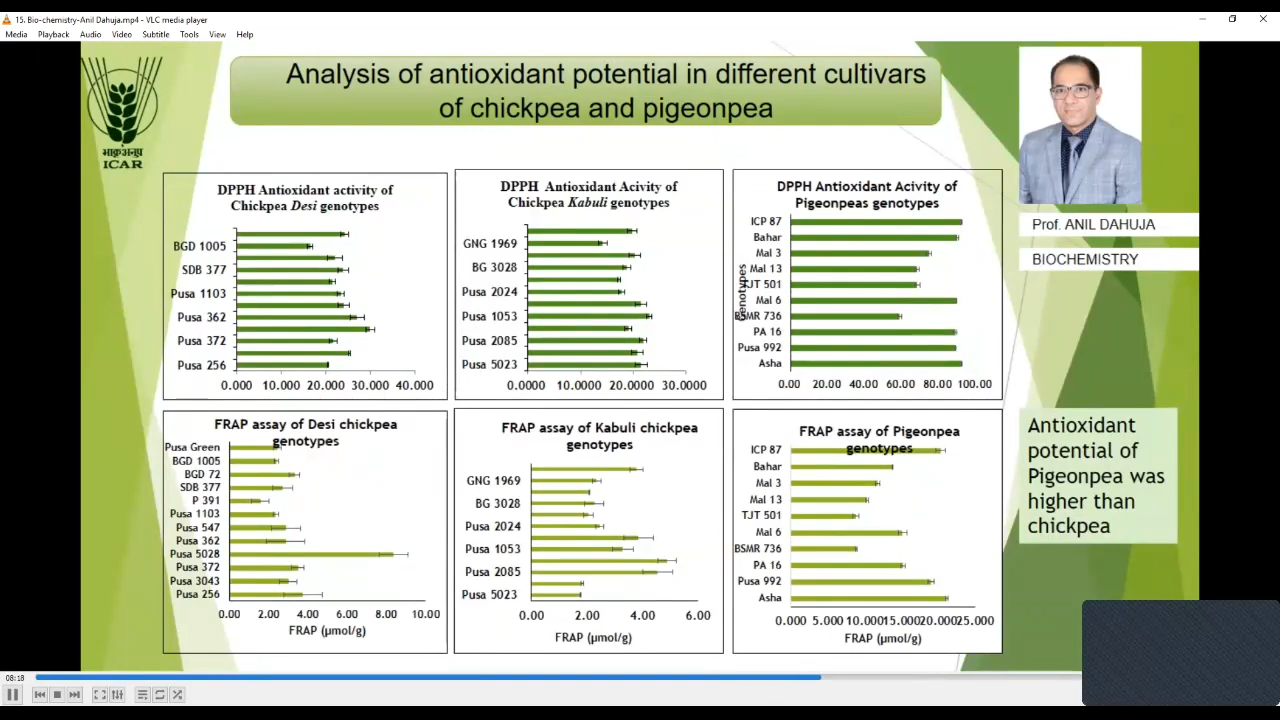 15. Bio-chemistry-Anil Dahuja.mp4 - VLC media player
Media Playback Audio Video Subtitle Tools View Help
Analysis of antioxidant potential in different cultivars
of chickpea and pigeonpea
भाकृअनुप
ICAR
Prof. ANIL DAHUJA
BIOCHEMISTRY
DPPH Antioxidant activity of
Chickpea Desi genotypes
BGD 1005
SDB 377
Pusa 1103
Pusa 362
Pusa 372
Pusa 256
0.000 10.000 20.000 30.000 40.000
DPPH Antioxidant Acivity of
Chickpea Kabuli genotypes
GNG 1969
BG 3028
Pusa 2024
Pusa 1053
Pusa 2085
Pusa 5023
0.0000 10.0000 20.0000 30.0000
DPPH Antioxidant Acivity of
Pigeonpeas genotypes
Genotypes
ICP 87
Bahar
Mal 3
Mal 13
TJT 501
Mal 6
BSMR 736
PA 16
Pusa 992
Asha
0.00 20.00 40.00 60.00 80.00 100.00
FRAP assay of Desi chickpea
genotypes
Pusa Green
BGD 1005
BGD 72
SDB 377
P 391
Pusa 1103
Pusa 547
Pusa 362
Pusa 5028
Pusa 372
Pusa 3043
Pusa 256
0.00 2.00 4.00 6.00 8.00 10.00
FRAP (µmol/g)
FRAP assay of Kabuli chickpea
genotypes
GNG 1969
BG 3028
Pusa 2024
Pusa 1053
Pusa 2085
Pusa 5023
0.00 2.00 4.00 6.00
FRAP (µmol/g)
FRAP assay of Pigeonpea
genotypes
ICP 87
Bahar
Mal 3
Mal 13
TJT 501
Mal 6
BSMR 736
PA 16
Pusa 992
Asha
0.000 5.000 10.000 15.000 20.000 25.000
FRAP (µmol/g)
Antioxidant
potential of
Pigeonpea was
higher than
chickpea
08:18